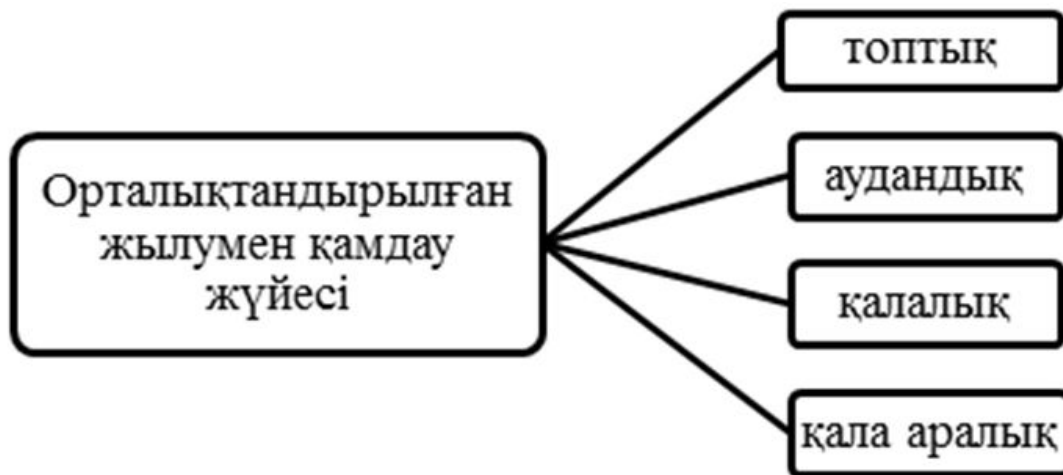 Орталықтандырылған
жылумен қамдау
жүйесі
топтық
аудандық
қалалық
қала аралық